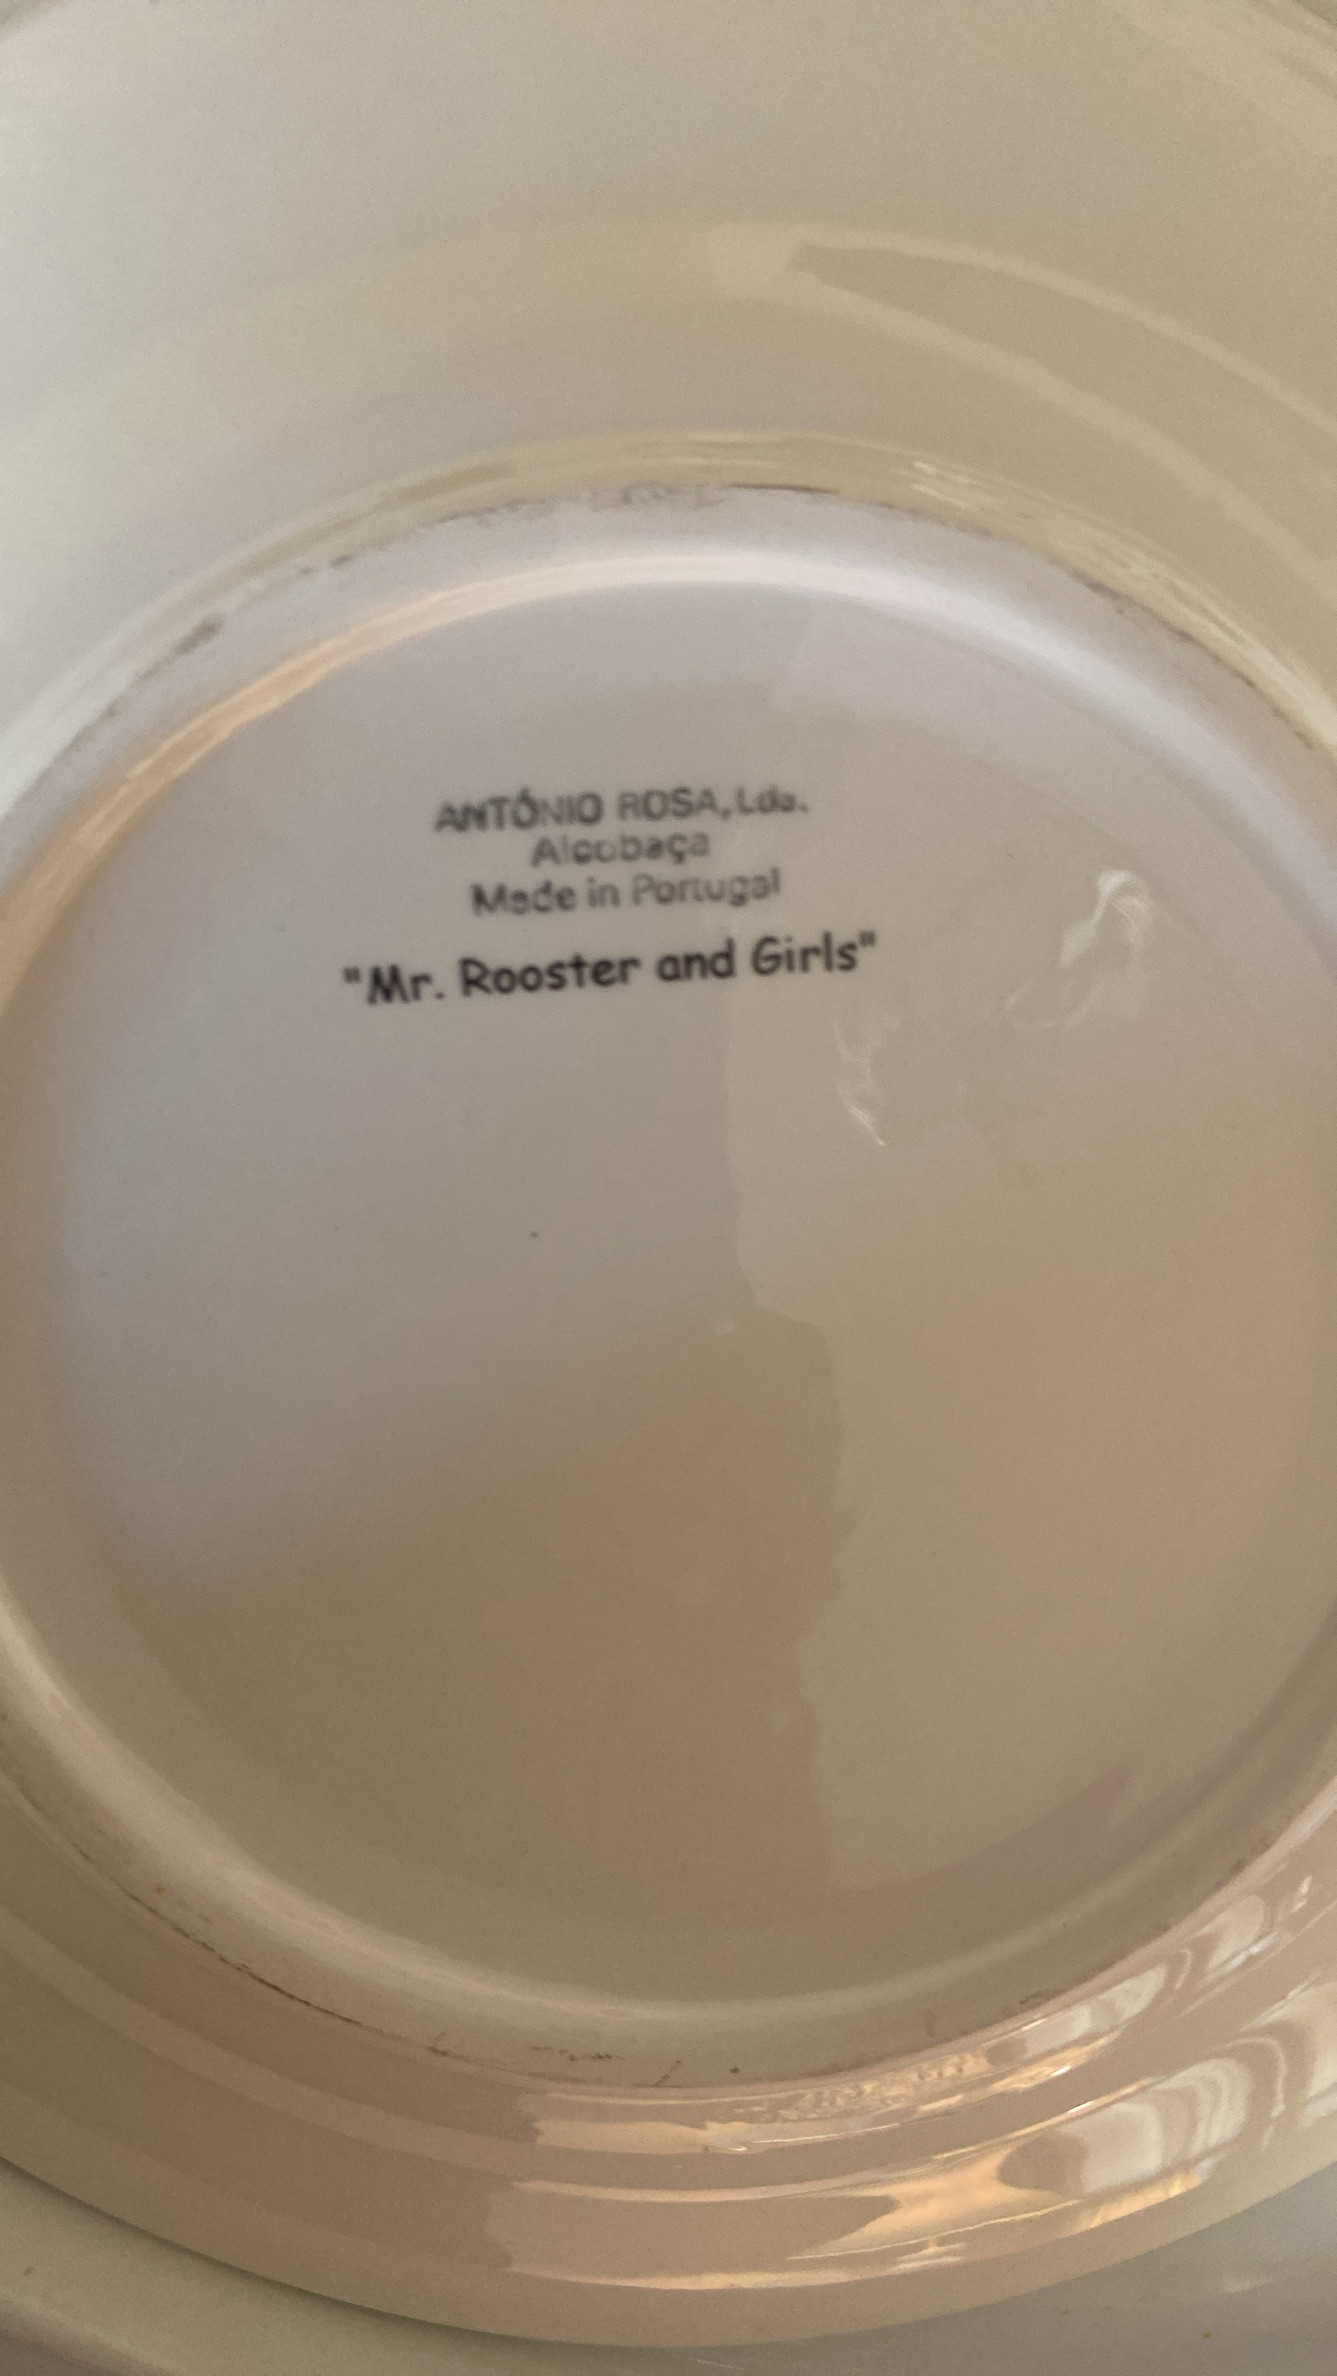 ANTÓNIO ROSA, Lda.
Alcobaça
Made in Portugal
"Mr. Rooster and Girls"